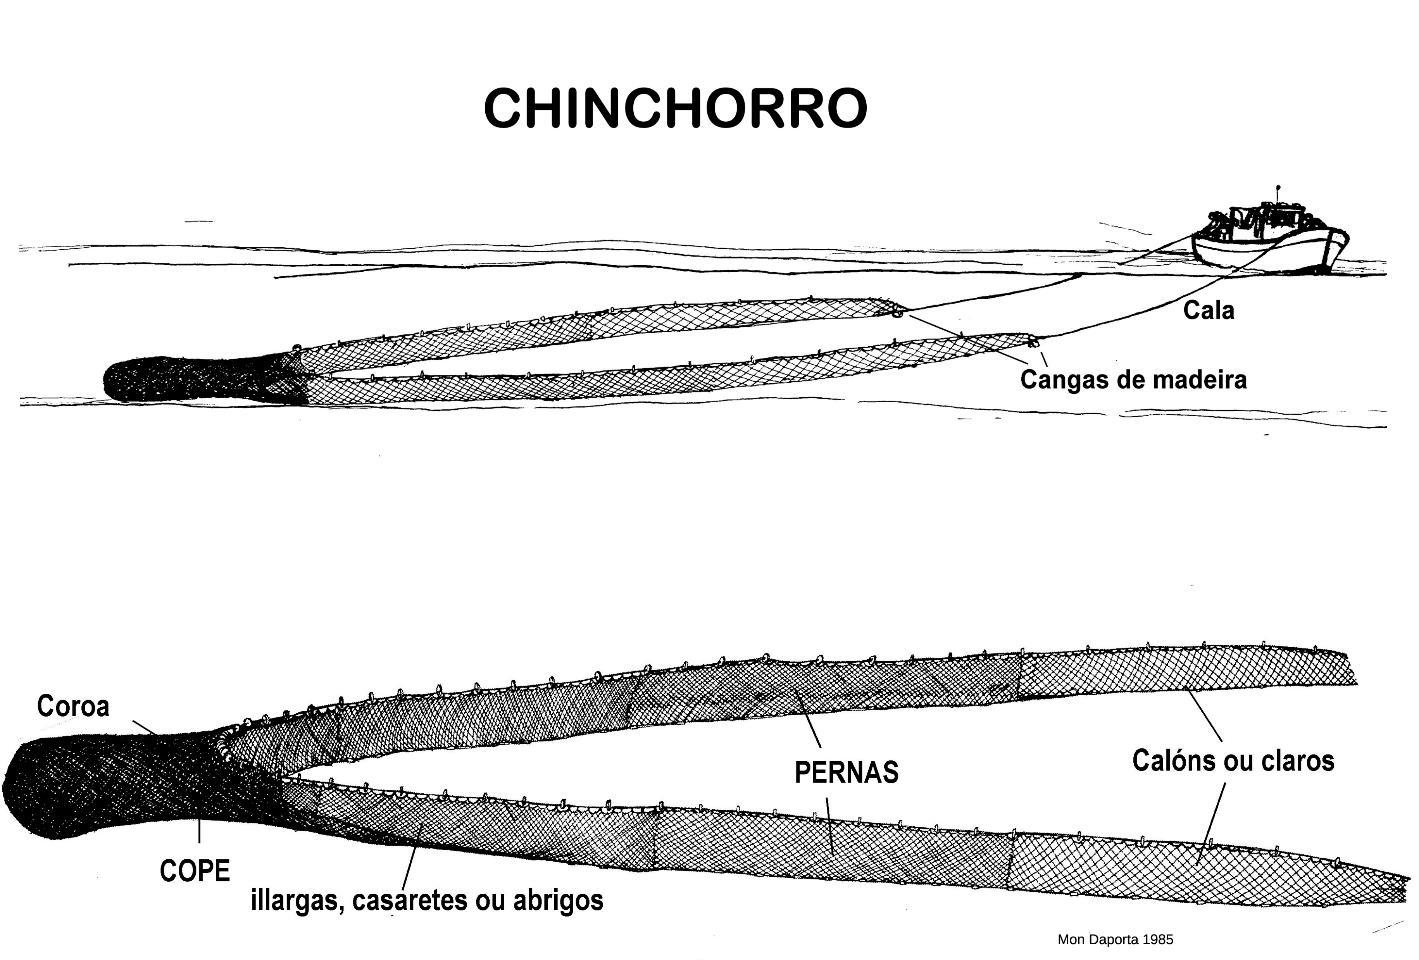 CHINCHORRO
Cala
Cangas de madeira
Coroa
PERNAS
Calóns ou claros
COPE
illargas, casaretes ou abrigos
Mon Daporta 1985